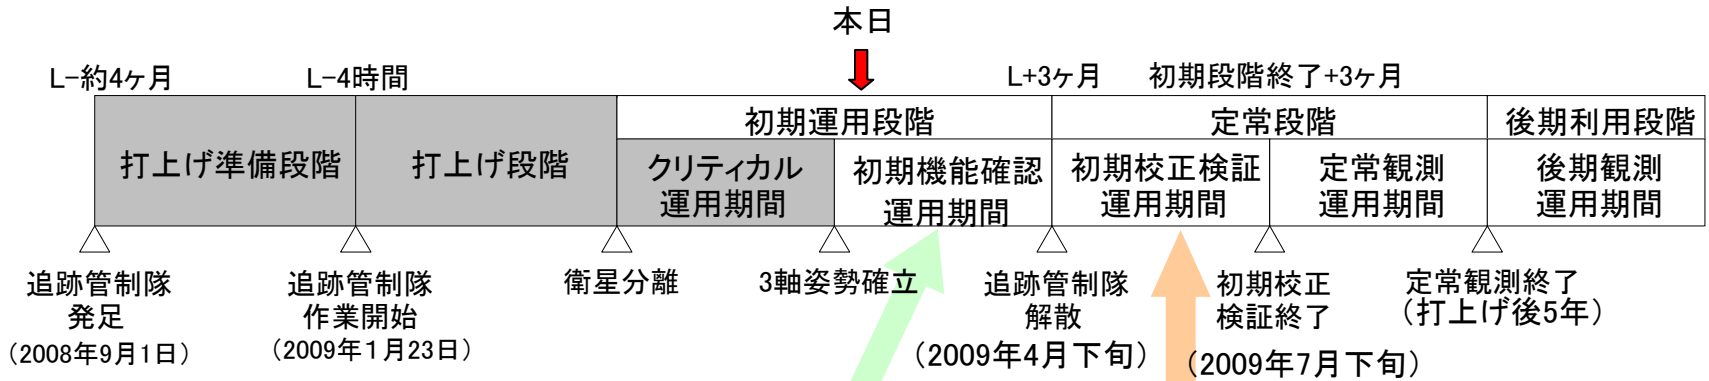 本日
L-約4ヶ月
L-4時間
L+3ヶ月
初期段階終了+3ヶ月
打上げ準備段階
打上げ段階
初期運用段階
定常段階
後期利用段階
クリティカル
運用期間
初期機能確認
運用期間
初期校正検証
運用期間
定常観測
運用期間
後期観測
運用期間
追跡管制隊
発足
(2008年9月1日)
追跡管制隊
作業開始
(2009年1月23日)
衛星分離
3軸姿勢確立
追跡管制隊
解散
(2009年4月下旬)
初期校正
検証終了
(2009年7月下旬)
定常観測終了
(打上げ後5年)